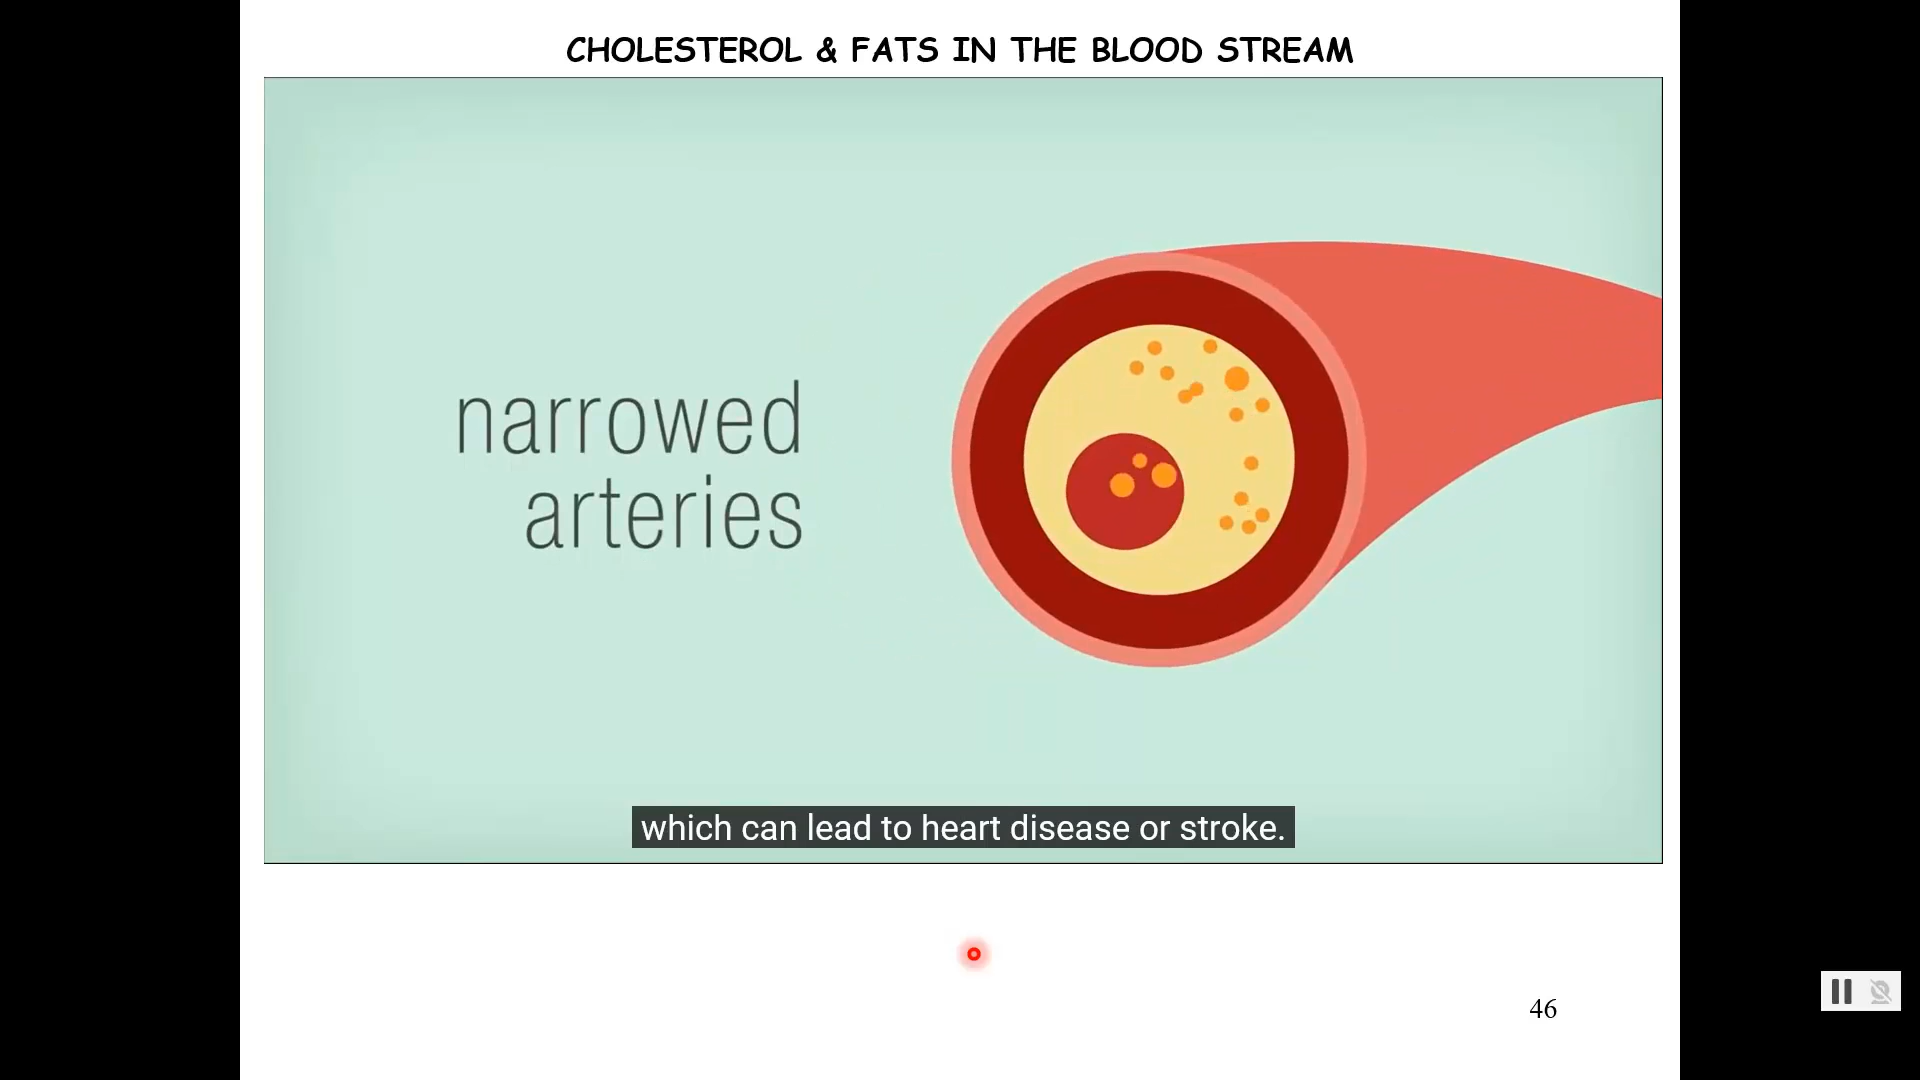 CHOLESTEROL & FATS IN THE BLOOD STREAM
narrowed
arteries
which can lead to heart disease or stroke.
46